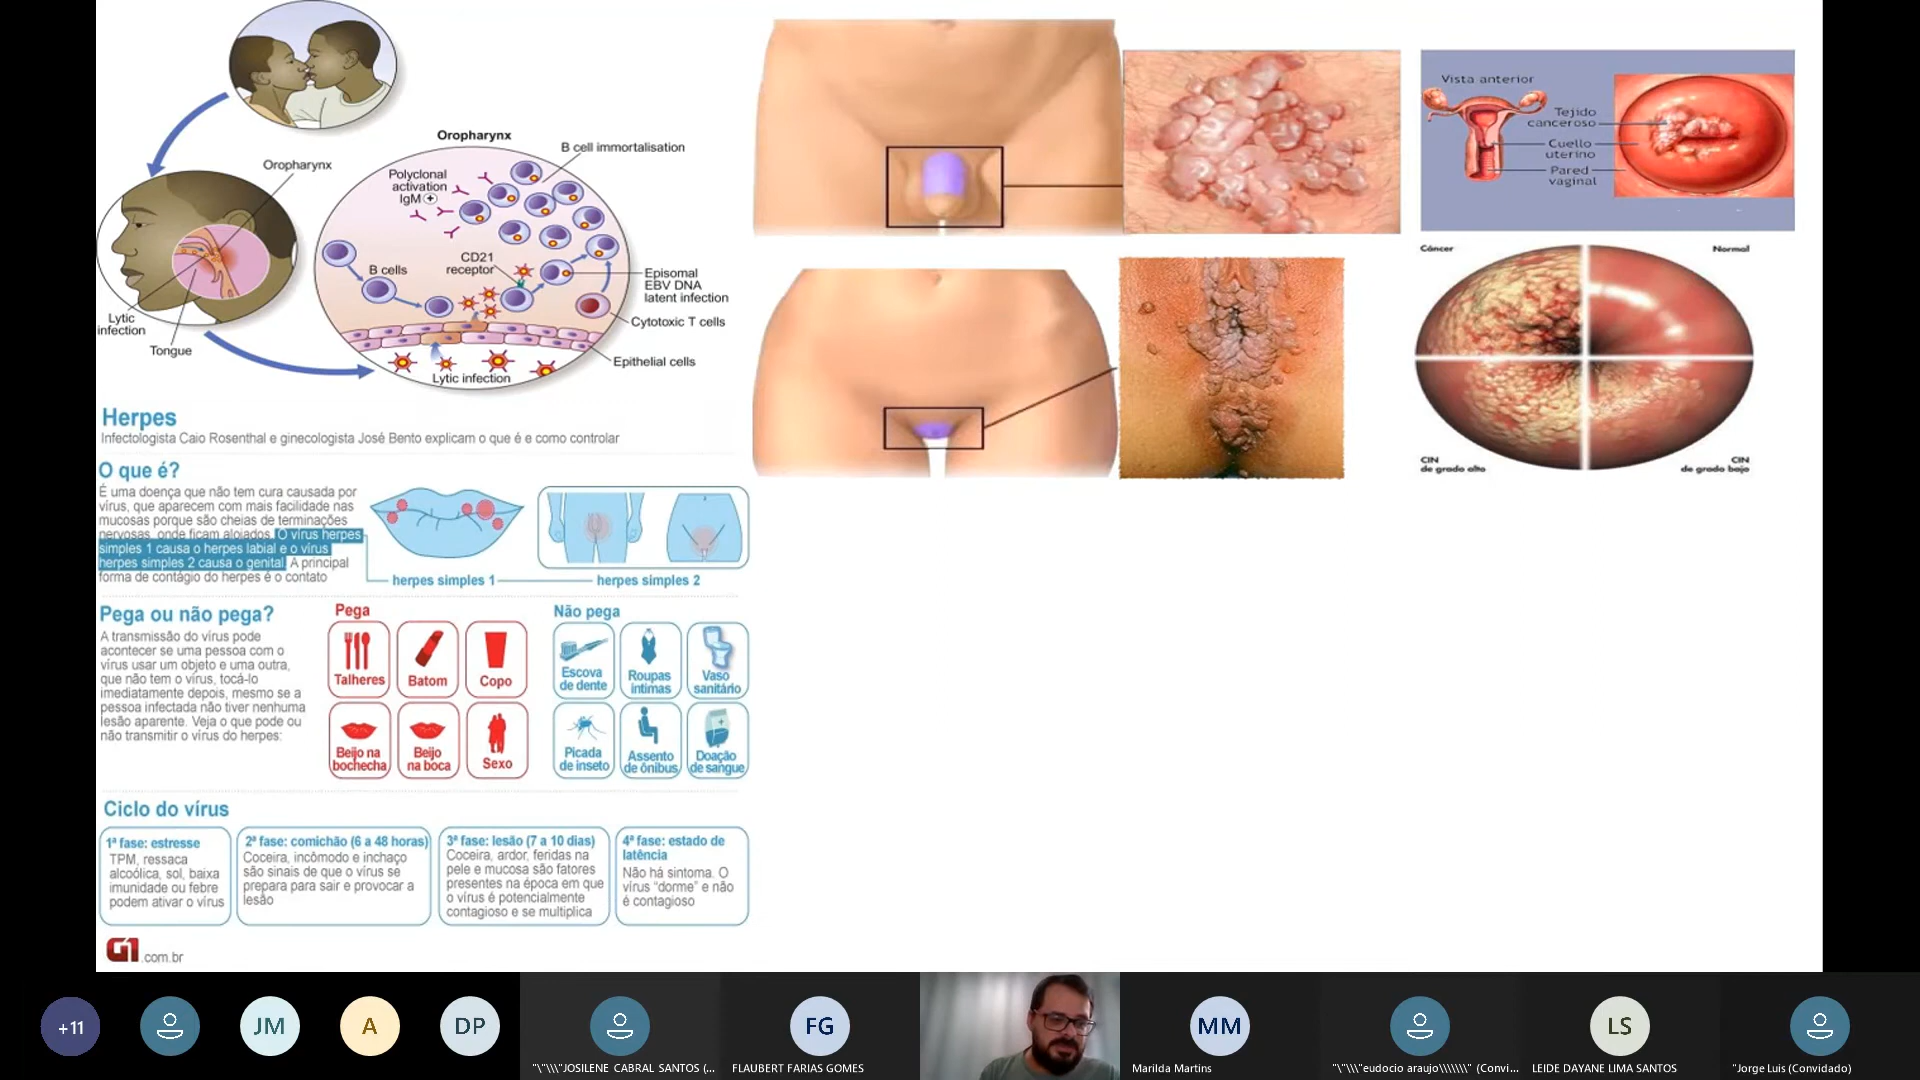 Oropharynx
B cell immortalisation
Polyclonal
activation
IgM +
Oropharynx
CD21
receptor
B cells
Episomal
EBV DNA
latent infection
Cytotoxic T cells
Lytic
infection
Tongue
Epithelial cells
Lytic infection
Herpes
Infectologista Caio Rosenthal e ginecologista José Bento explicam o que é e como controlar
O que é?
É uma doença que não tem cura causada por
vírus, que aparecem com mais facilidade nas
mucosas porque são cheias de terminações
nervosas, onde ficam alojados. O vírus herpes
simples 1 causa o herpes labial e o vírus
herpes simples 2 causa o genital. A principal
forma de contágio do herpes é o contato
herpes simples 1
herpes simples 2
Pega ou não pega?
A transmissão do vírus pode
acontecer se uma pessoa com o
vírus usar um objeto e uma outra,
que não tem o vírus, tocá-lo
imediatamente depois, mesmo se a
pessoa infectada não tiver nenhuma
lesão aparente. Veja o que pode ou
não transmitir o vírus do herpes:
Pega
Talheres
Batom
Copo
Beijo na
bochecha
Beijo
na boca
Sexo
Não pega
Escova
de dente
Roupas
íntimas
Vaso
sanitário
Picada
de inseto
Assento
de ônibus
Doação
de sangue
Ciclo do vírus
1ª fase: estresse
TPM, ressaca
alcoólica, sol, baixa
imunidade ou febre
podem ativar o vírus
2ª fase: comichão (6 a 48 horas)
Coceira, incômodo e inchaço
são sinais de que o vírus se
prepara para sair e provocar a
lesão
3ª fase: lesão (7 a 10 dias)
Coceira, ardor, feridas na
pele e mucosa são fatores
presentes na época em que
o vírus é potencialmente
contagioso e se multiplica
4ª fase: estado de
latência
Não há sintoma. O
vírus "dorme" e não
é contagioso
G1.com.br
Vista anterior
Tejido
canceroso
Cuello
uterino
Pared
vaginal
Cáncer
Normal
CIN
de grado alto
CIN
de grado bajo
+11
JM
A
DP
"\"\\\"JOSILENE CABRAL SANTOS (...
FG
FLAUBERT FARIAS GOMES
MM
Marilda Martins
"\"\\\"eudocio araujo\\\\\\\" (Convi...
LS
LEIDE DAYANE LIMA SANTOS
"Jorge Luis (Convidado)